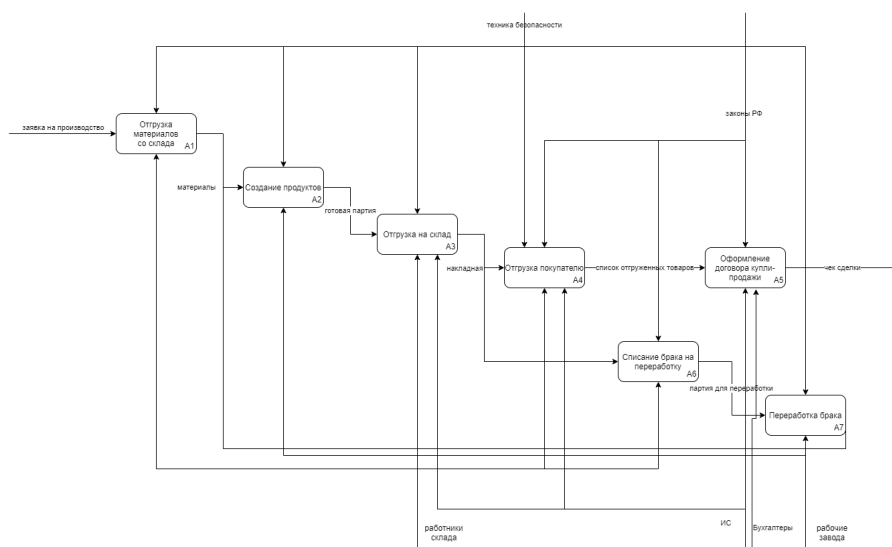 техника безопасности
законы РФ
заявка на производство
Отгрузка
материалов
со склада
A1
материалы
Создание продуктов
A2
готовая партия
Отгрузка на склад
A3
накладная
Отгрузка покупателю
A4
список отгруженных товаров
Оформление
договора купли-
продажи
A5
чек сделки
Списание брака на
переработку
A6
партия для переработки
Переработка брака
A7
работники
склада
ИС
Бухгалтеры
рабочие
завода